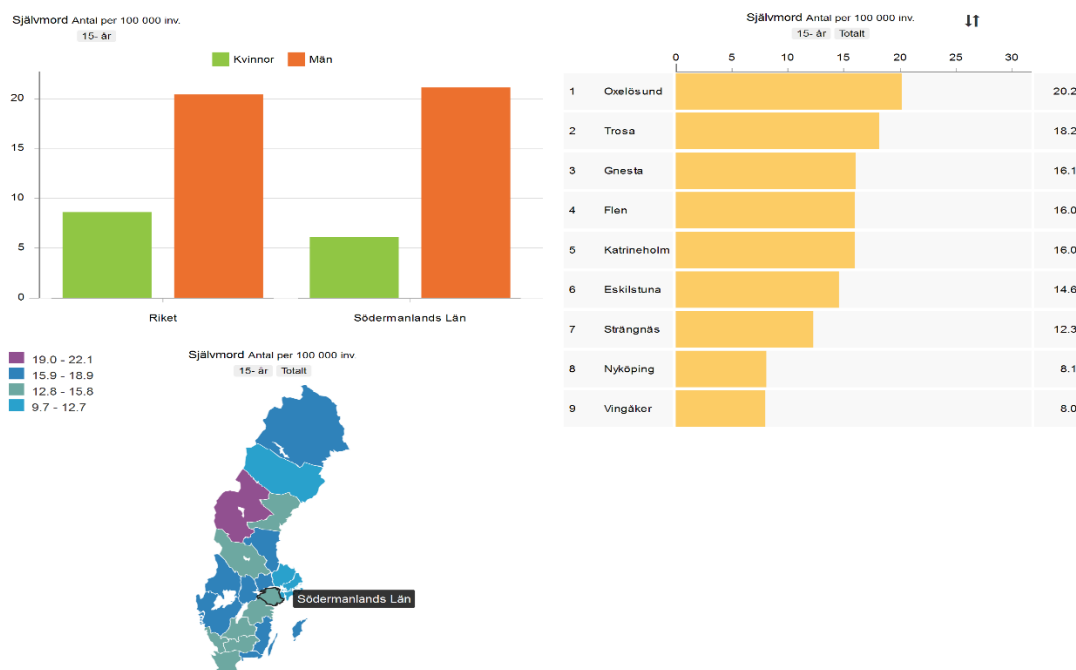 Självmord Antal per 100 000 inv.
15- år
Kvinnor Män
20
15
10
5
0
Riket Södermanlands Län
Självmord Antal per 100 000 inv.
15- år Totalt
0 5 10 15 20 25 30
1 Oxelösund 20.2
2 Trosa 18.2
3 Gnesta 16.1
4 Flen 16.0
5 Katrineholm 16.0
6 Eskilstuna 14.6
7 Strängnäs 12.3
8 Nyköping 8.1
9 Vingåker 8.0
19.0 - 22.1
15.9 - 18.9
12.8 - 15.8
9.7 - 12.7
Självmord Antal per 100 000 inv.
15- år Totalt
Södermanlands Län